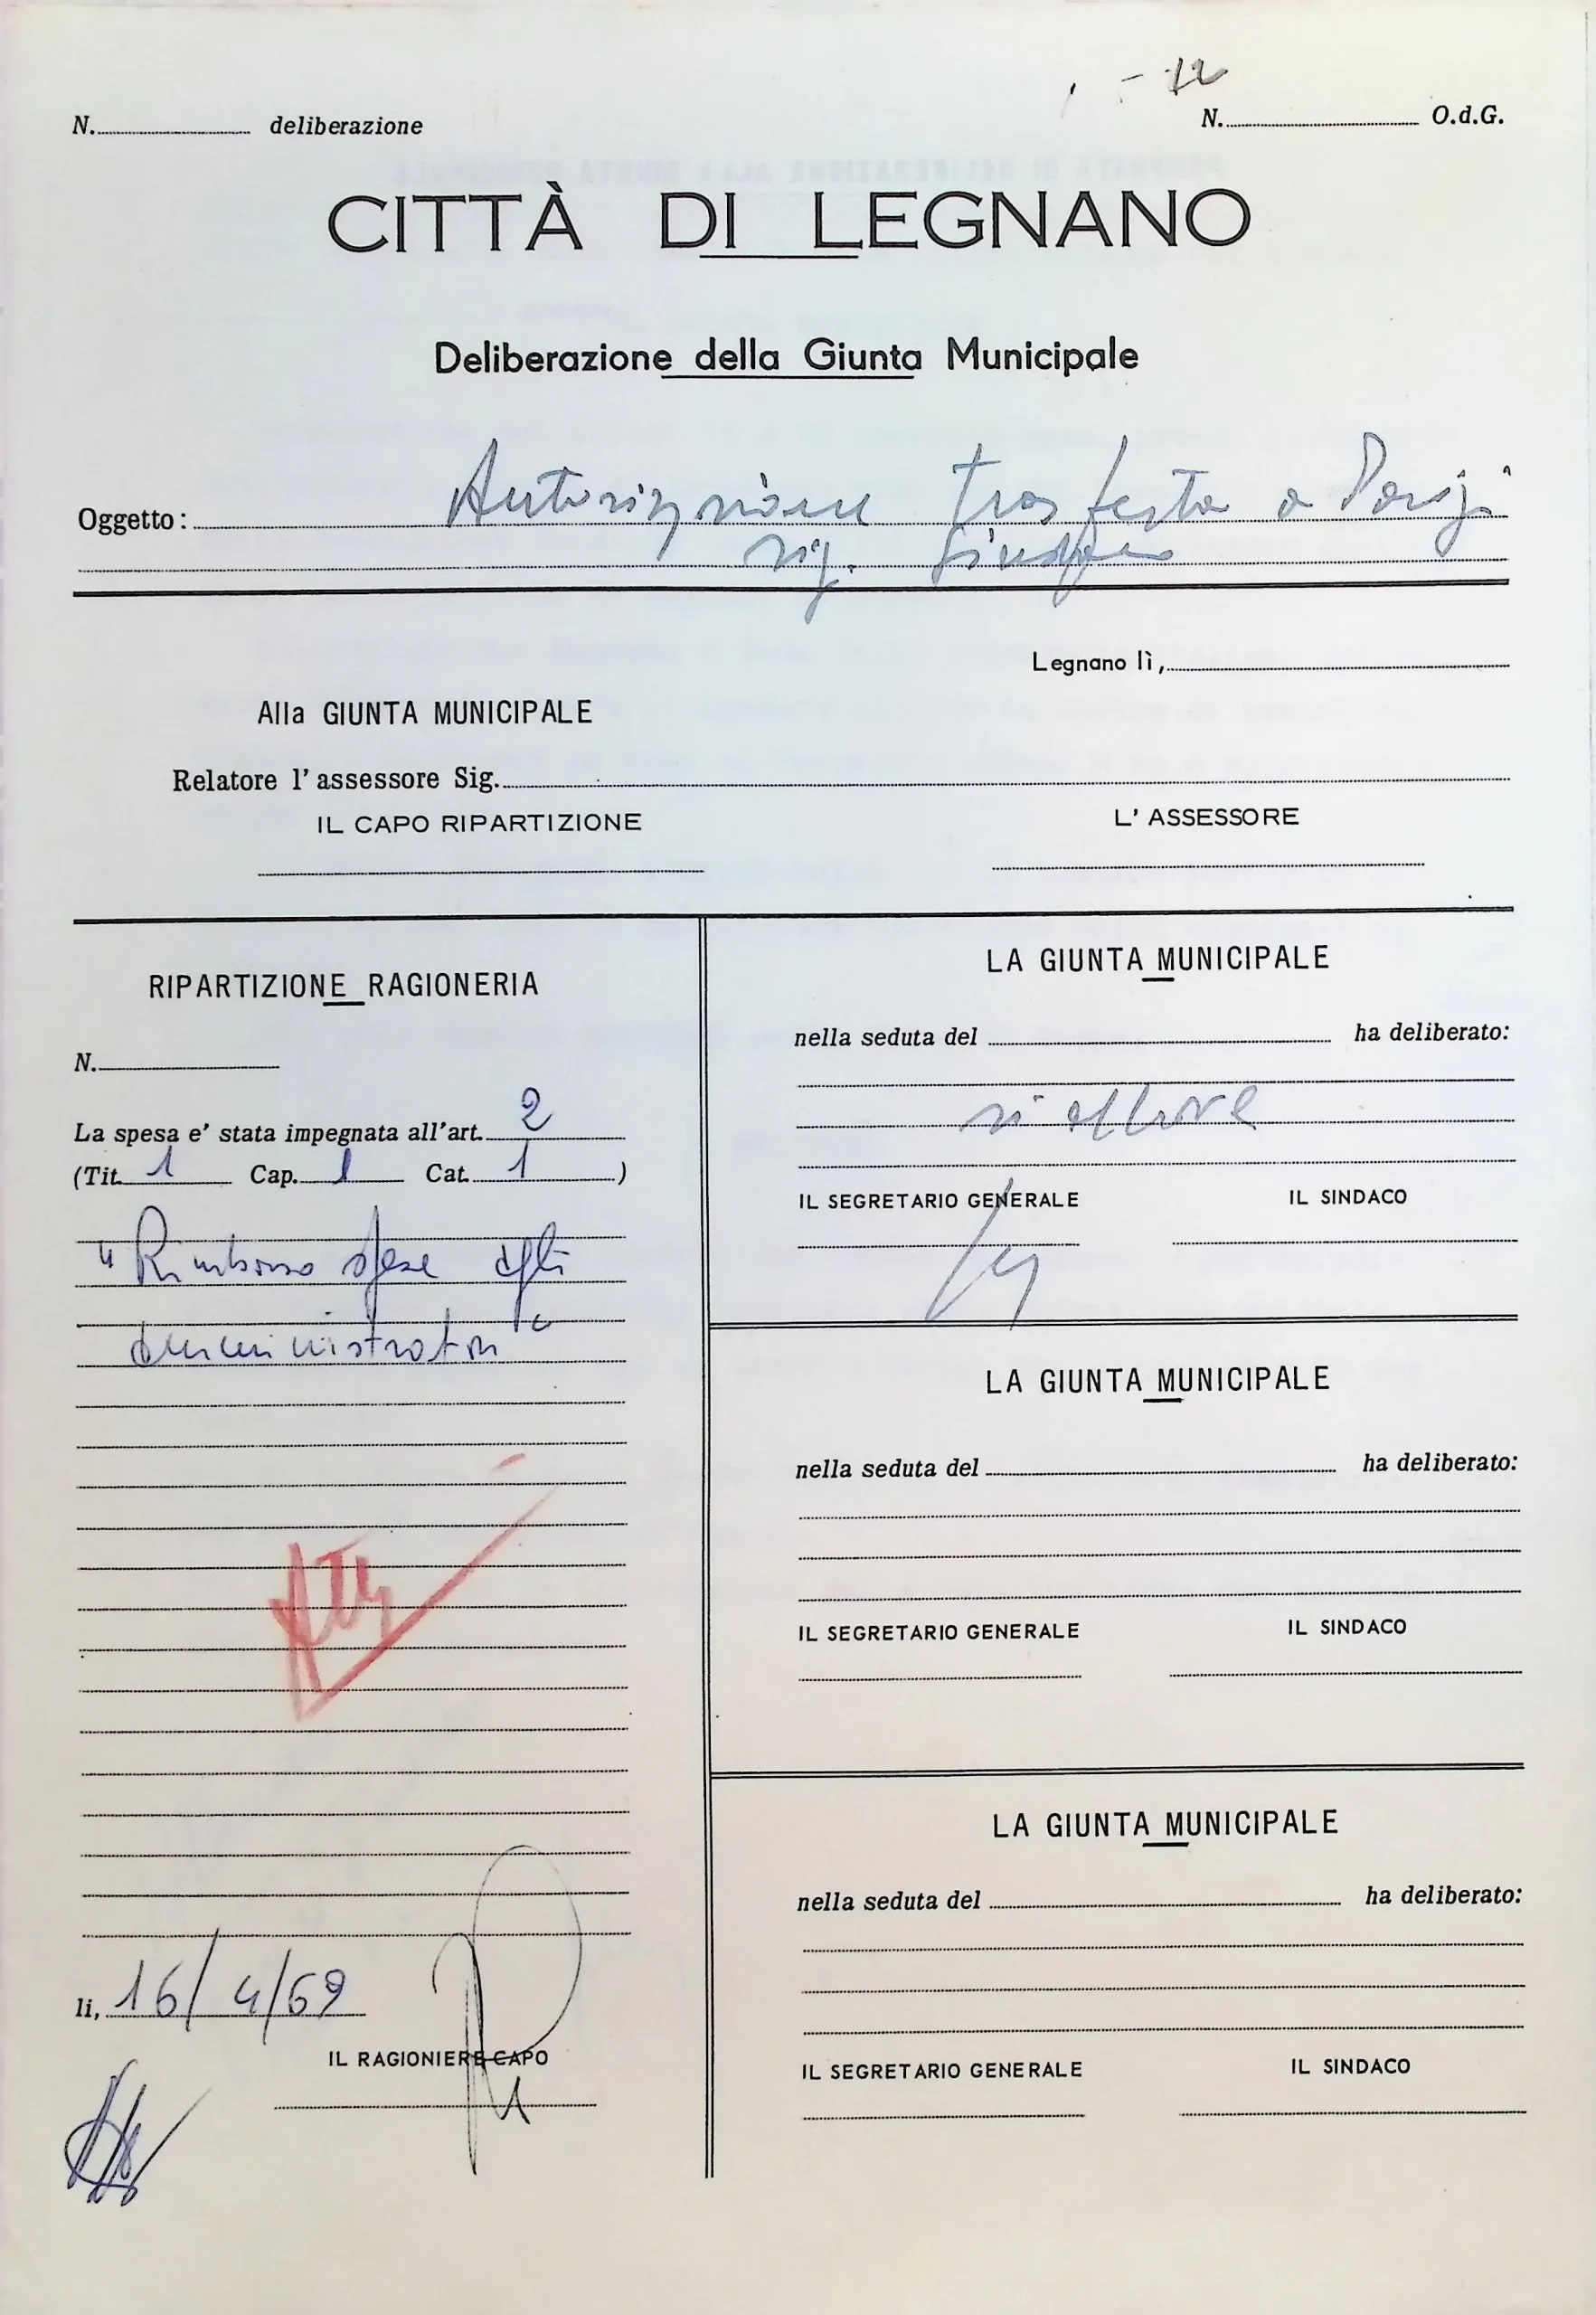 - 12
N. deliberazione
N. O.d.G.
CITTÀ DI LEGNANO
Deliberazione della Giunta Municipale
Oggetto: Autorizzazione trasferta a Parigi
sig.
Legnano lì,
Alla GIUNTA MUNICIPALE
Relatore l'assessore Sig.
IL CAPO RIPARTIZIONE
L'ASSESSORE
RIPARTIZIONE RAGIONERIA
N.
La spesa e' stata impegnata all'art. 2
(Tit. 1 Cap. 1 Cat. 1 )
"Rimborso spese agli
amministratori"
li, 16/4/69
IL RAGIONIERE CAPO
LA GIUNTA MUNICIPALE
nella seduta del ha deliberato:
si
IL SEGRETARIO GENERALE IL SINDACO
LA GIUNTA MUNICIPALE
nella seduta del ha deliberato:
IL SEGRETARIO GENERALE IL SINDACO
LA GIUNTA MUNICIPALE
nella seduta del ha deliberato:
IL SEGRETARIO GENERALE IL SINDACO